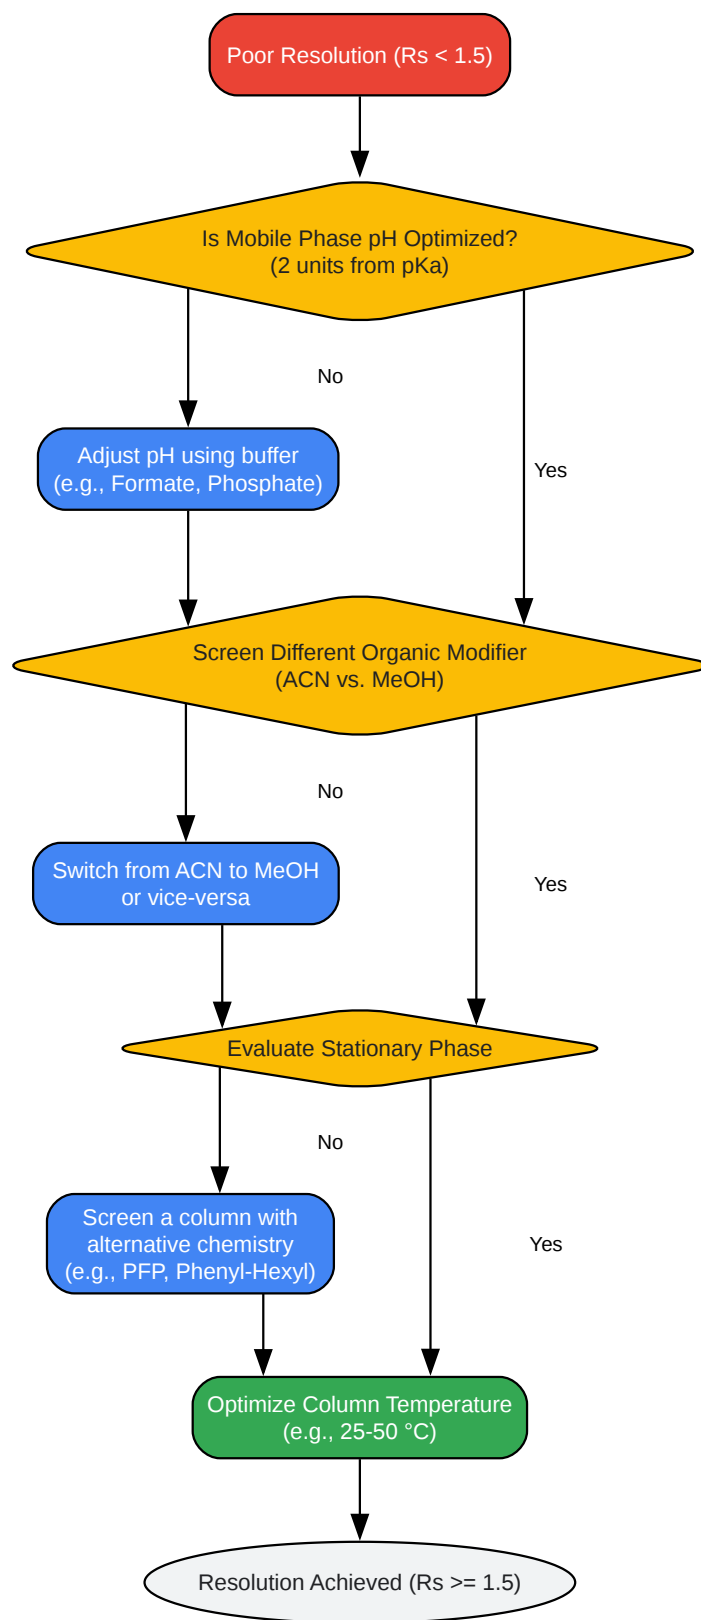 Poor Resolution (Rs < 1.5)
Is Mobile Phase pH Optimized?
(2 units from pKa)
No
Adjust pH using buffer
(e.g., Formate, Phosphate)
Yes
Screen Different Organic Modifier
(ACN vs. MeOH)
No
Switch from ACN to MeOH
or vice-versa
Yes
Evaluate Stationary Phase
No
Screen a column with
alternative chemistry
(e.g., PFP, Phenyl-Hexyl)
Yes
Optimize Column Temperature
(e.g., 25-50 °C)
Resolution Achieved (Rs >= 1.5)